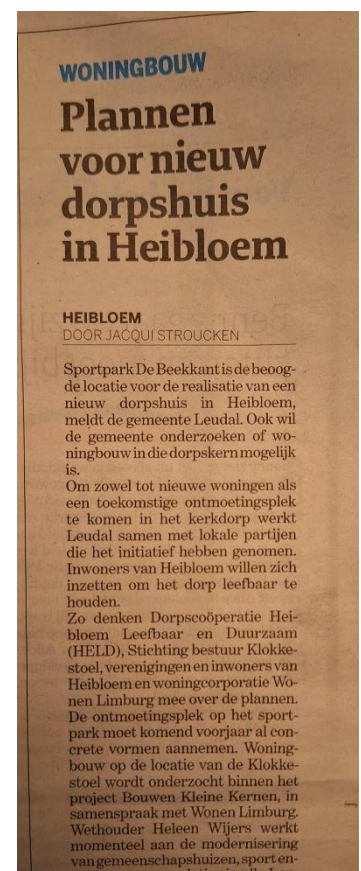 WONINGBOUW
Plannen
voor nieuw
dorpshuis
in Heibloem
HEIBLOEM
DOOR JACQUI STROUCKEN
Sportpark De Beekkant is de beoog-
de locatie voor de realisatie van een
nieuw dorpshuis in Heibloem,
meldt de gemeente Leudal. Ook wil
de gemeente onderzoeken of wo-
ningbouw in die dorpskern mogelijk
is.
Om zowel tot nieuwe woningen als
een toekomstige ontmoetingsplek
te komen in het kerkdorp werkt
Leudal samen met lokale partijen
die het initiatief hebben genomen.
Inwoners van Heibloem willen zich
inzetten om het dorp leefbaar te
houden.
Zo denken Dorpscoöperatie Hei-
bloem Leefbaar en Duurzaam
(HELD), Stichting bestuur Klokke-
stoel, verenigingen en inwoners van
Heibloem en woningcorporatie Wo-
nen Limburg mee over de plannen.
De ontmoetingsplek op het sport-
park moet komend voorjaar al con-
crete vormen aannemen. Woning-
bouw op de locatie van de Klokke-
stoel wordt onderzocht binnen het
project Bouwen Kleine Kernen, in
samenspraak met Wonen Limburg.
Wethouder Heleen Wijers werkt
momenteel aan de modernisering
van gemeenschapshuizen, sport en-